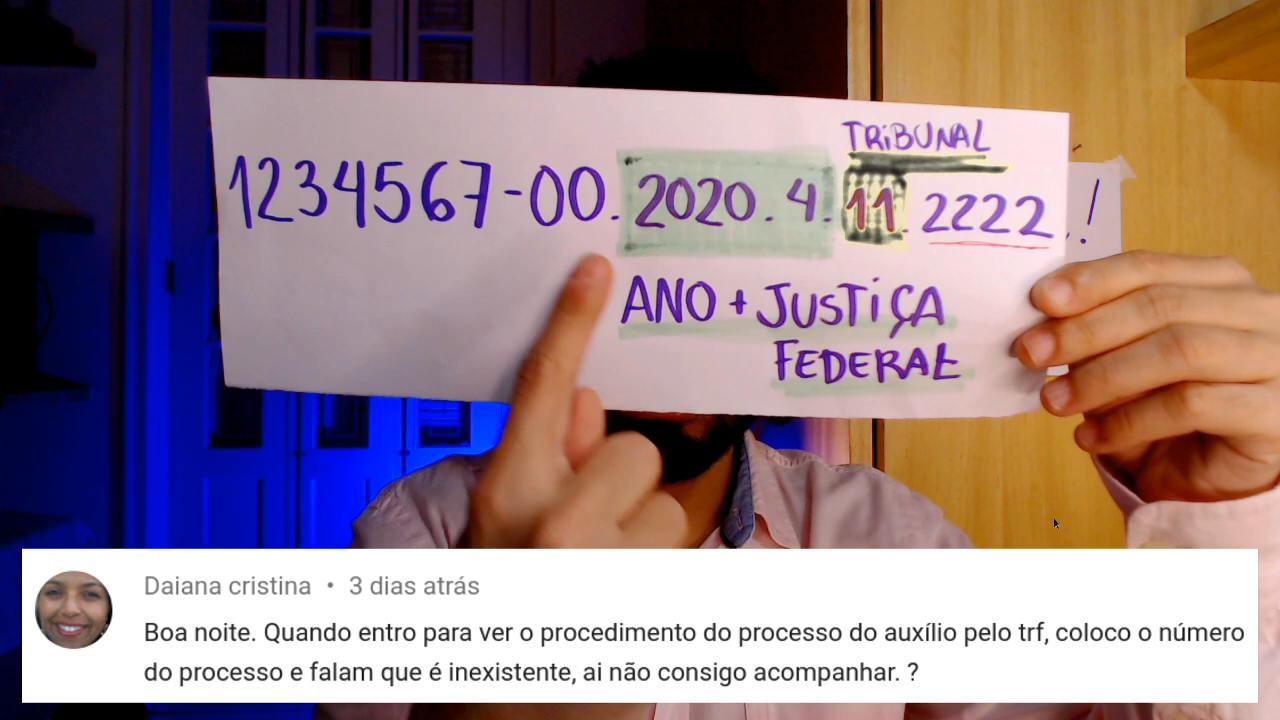 TRiBUNAL
1234567-00.2020.4.11.2222.!
ANO + JUSTiÇA
FEDERAL
Daiana cristina • 3 dias atrás
Boa noite. Quando entro para ver o procedimento do processo do auxílio pelo trf, coloco o número
do processo e falam que é inexistente, ai não consigo acompanhar. ?